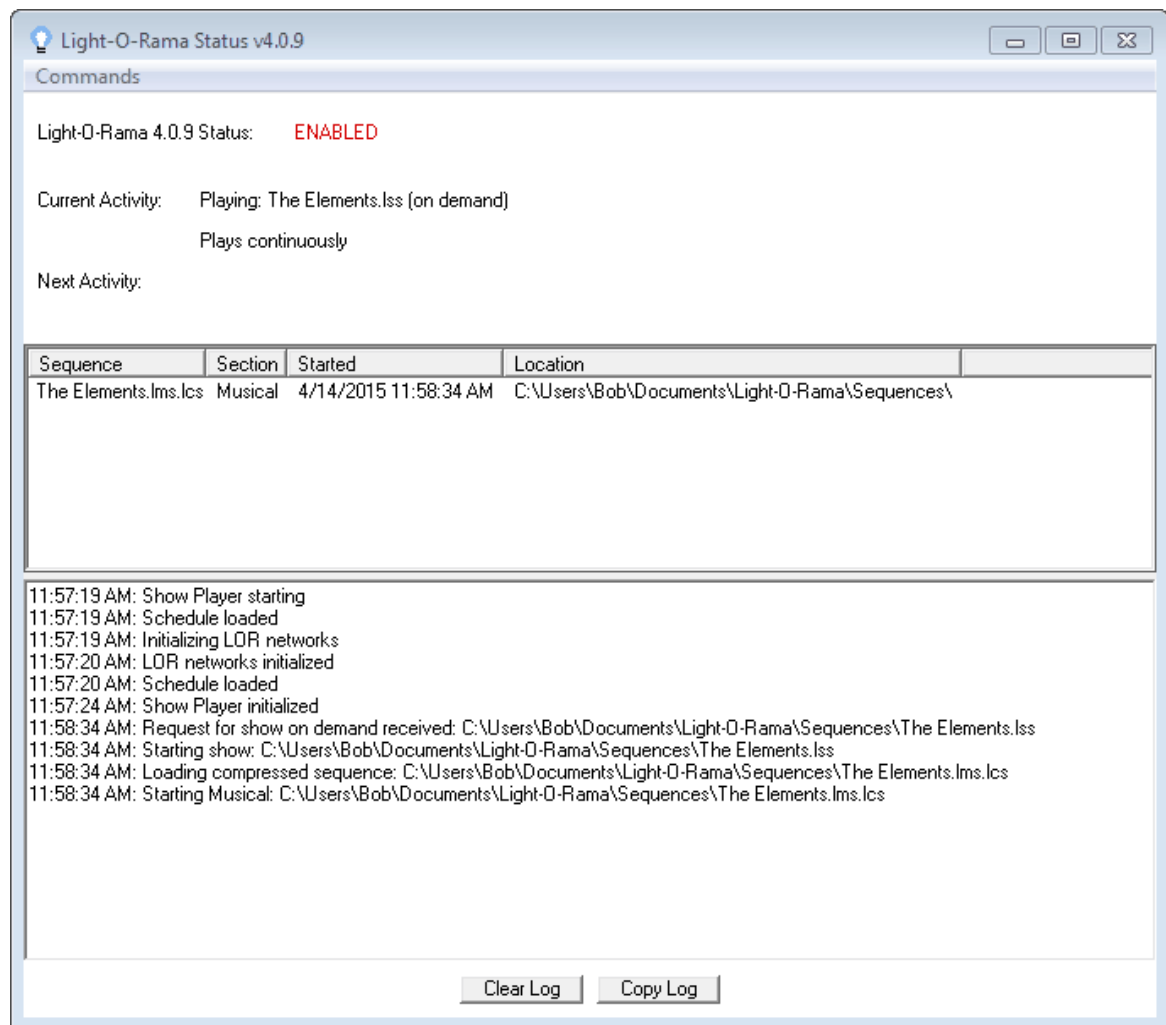 Light-O-Rama Status v4.0.9
Commands
Light-O-Rama 4.0.9 Status: ENABLED
Current Activity: Playing: The Elements.lss (on demand)
Plays continuously
Next Activity:
Sequence Section Started Location
The Elements.lms.lcs Musical 4/14/2015 11:58:34 AM C:\Users\Bob\Documents\Light-O-Rama\Sequences\
11:57:19 AM: Show Player starting
11:57:19 AM: Schedule loaded
11:57:19 AM: Initializing LOR networks
11:57:20 AM: LOR networks initialized
11:57:20 AM: Schedule loaded
11:57:24 AM: Show Player initialized
11:58:34 AM: Request for show on demand received: C:\Users\Bob\Documents\Light-O-Rama\Sequences\The Elements.lss
11:58:34 AM: Starting show: C:\Users\Bob\Documents\Light-O-Rama\Sequences\The Elements.lss
11:58:34 AM: Loading compressed sequence: C:\Users\Bob\Documents\Light-O-Rama\Sequences\The Elements.lms.lcs
11:58:34 AM: Starting Musical: C:\Users\Bob\Documents\Light-O-Rama\Sequences\The Elements.lms.lcs
Clear Log Copy Log